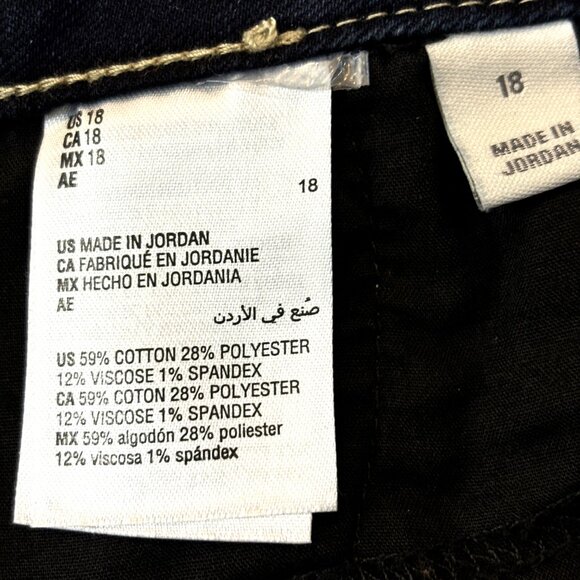 US 18
CA 18
MX 18
AE
18
US MADE IN JORDAN
CA FABRIQUÉ EN JORDANIE
MX HECHO EN JORDANIA
AE
صُنع في الأردن
US 59% COTTON 28% POLYESTER
12% VISCOSE 1% SPANDEX
CA 59% COTON 28% POLYESTER
12% VISCOSE 1% SPANDEX
MX 59% algodón 28% poliester
12% viscosa 1% spándex
18
MADE IN
JORDAN